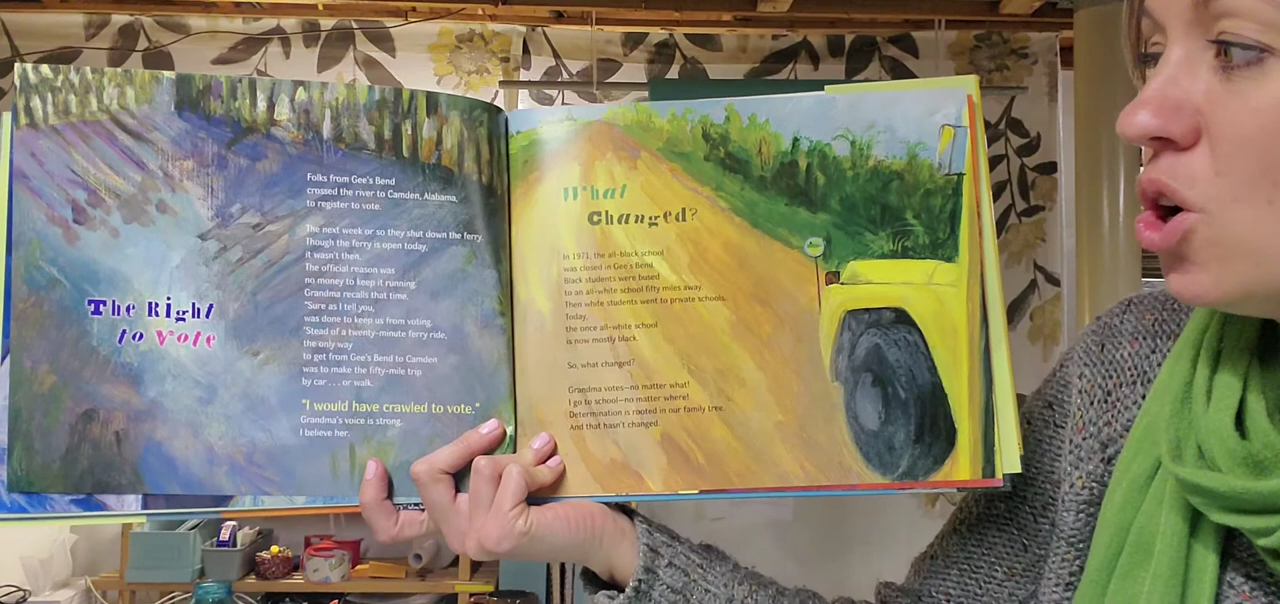 The Right
to Vote
Folks from Gee's Bend
crossed the river to Camden, Alabama,
to register to vote.
The next week or so they shut down the ferry.
Though the ferry is open today,
it wasn't then.
The official reason was
no money to keep it running.
Grandma recalls that time.
"Sure as I tell you,
was done to keep us from voting.
'Stead of a twenty-minute ferry ride,
the only way
to get from Gee's Bend to Camden
was to make the fifty-mile trip
by car . . . or walk.
"I would have crawled to vote."
Grandma's voice is strong.
I believe her.
What
Changed?
In 1971, the all-black school
was closed in Gee's Bend.
Black students were bused
to an all-white school fifty miles away.
Then white students went to private schools.
Today,
the once all-white school
is now mostly black.
So, what changed?
Grandma votes—no matter what!
I go to school—no matter where!
Determination is rooted in our family tree.
And that hasn't changed.